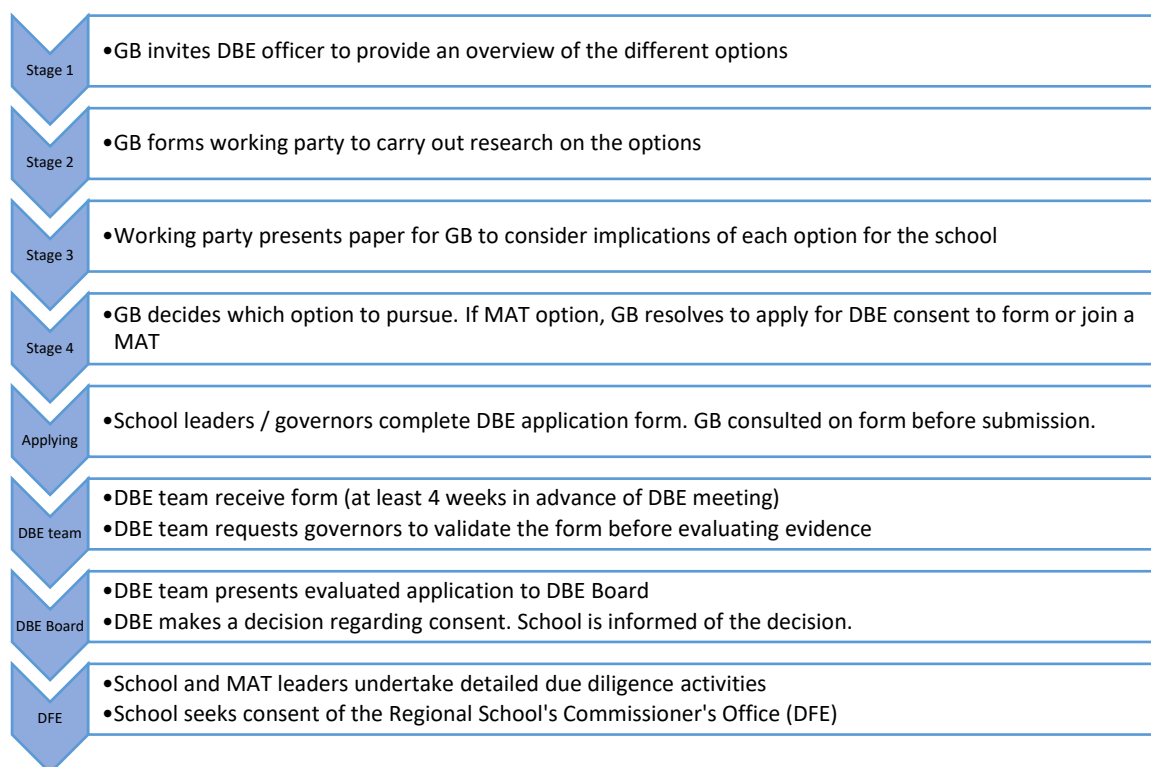 Stage 1
•GB invites DBE officer to provide an overview of the different options
Stage 2
•GB forms working party to carry out research on the options
Stage 3
•Working party presents paper for GB to consider implications of each option for the school
Stage 4
•GB decides which option to pursue. If MAT option, GB resolves to apply for DBE consent to form or join a
MAT
Applying
•School leaders / governors complete DBE application form. GB consulted on form before submission.
DBE team
•DBE team receive form (at least 4 weeks in advance of DBE meeting)
•DBE team requests governors to validate the form before evaluating evidence
DBE Board
•DBE team presents evaluated application to DBE Board
•DBE makes a decision regarding consent. School is informed of the decision.
DFE
•School and MAT leaders undertake detailed due diligence activities
•School seeks consent of the Regional School's Commissioner's Office (DFE)